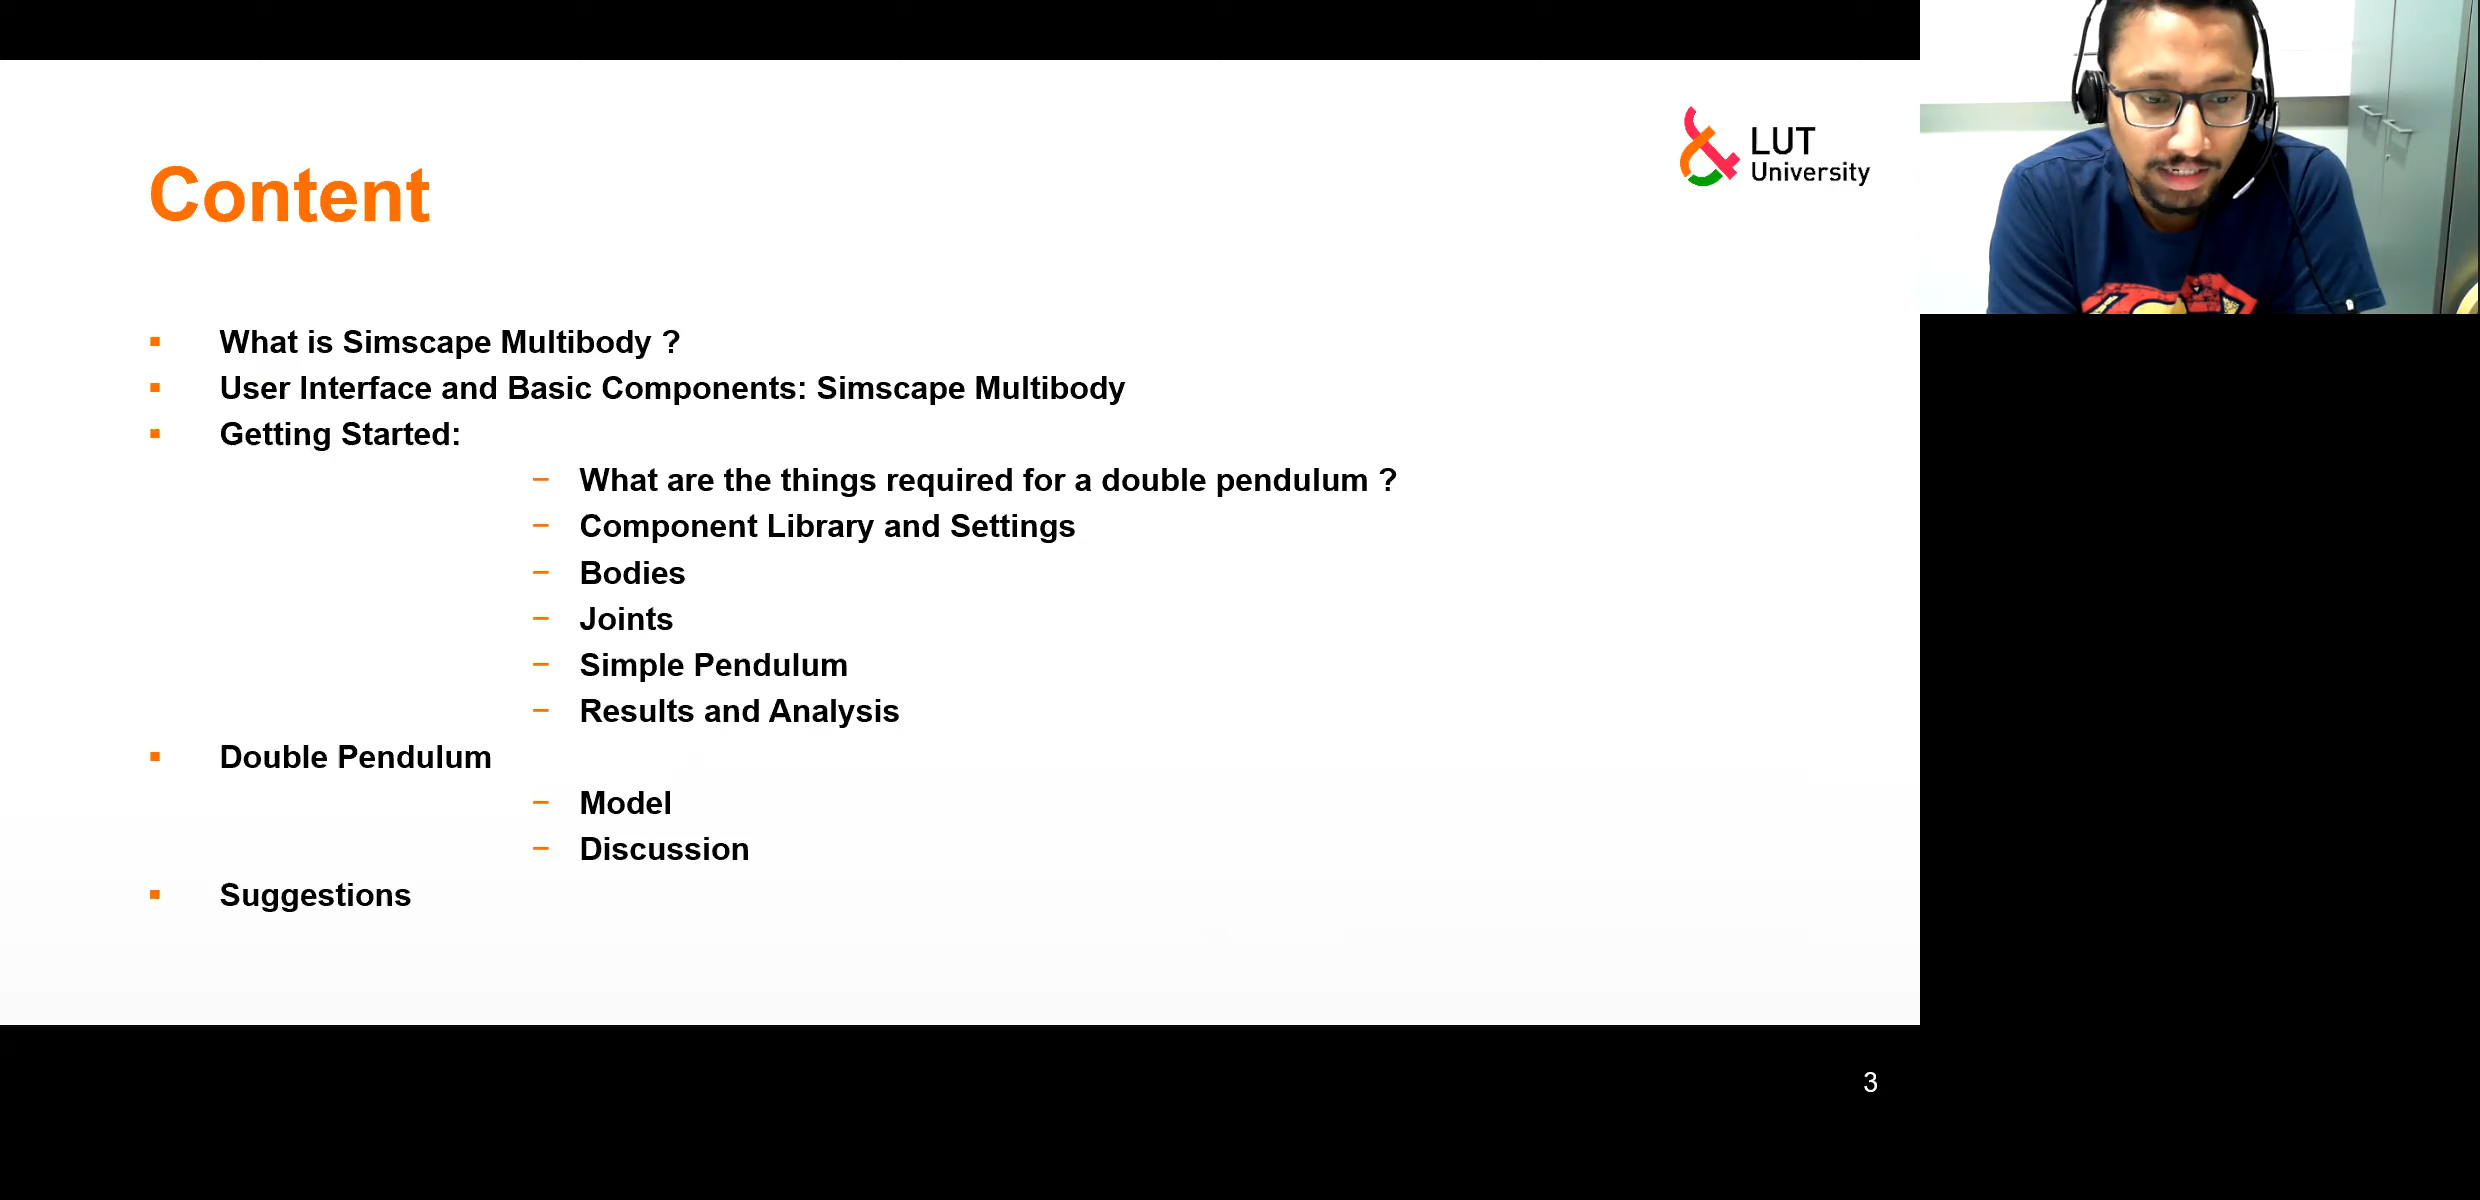 LUT
University
Content
What is Simscape Multibody ?
User Interface and Basic Components: Simscape Multibody
Getting Started:
What are the things required for a double pendulum ?
Component Library and Settings
Bodies
Joints
Simple Pendulum
Results and Analysis
Double Pendulum
Model
Discussion
Suggestions
3